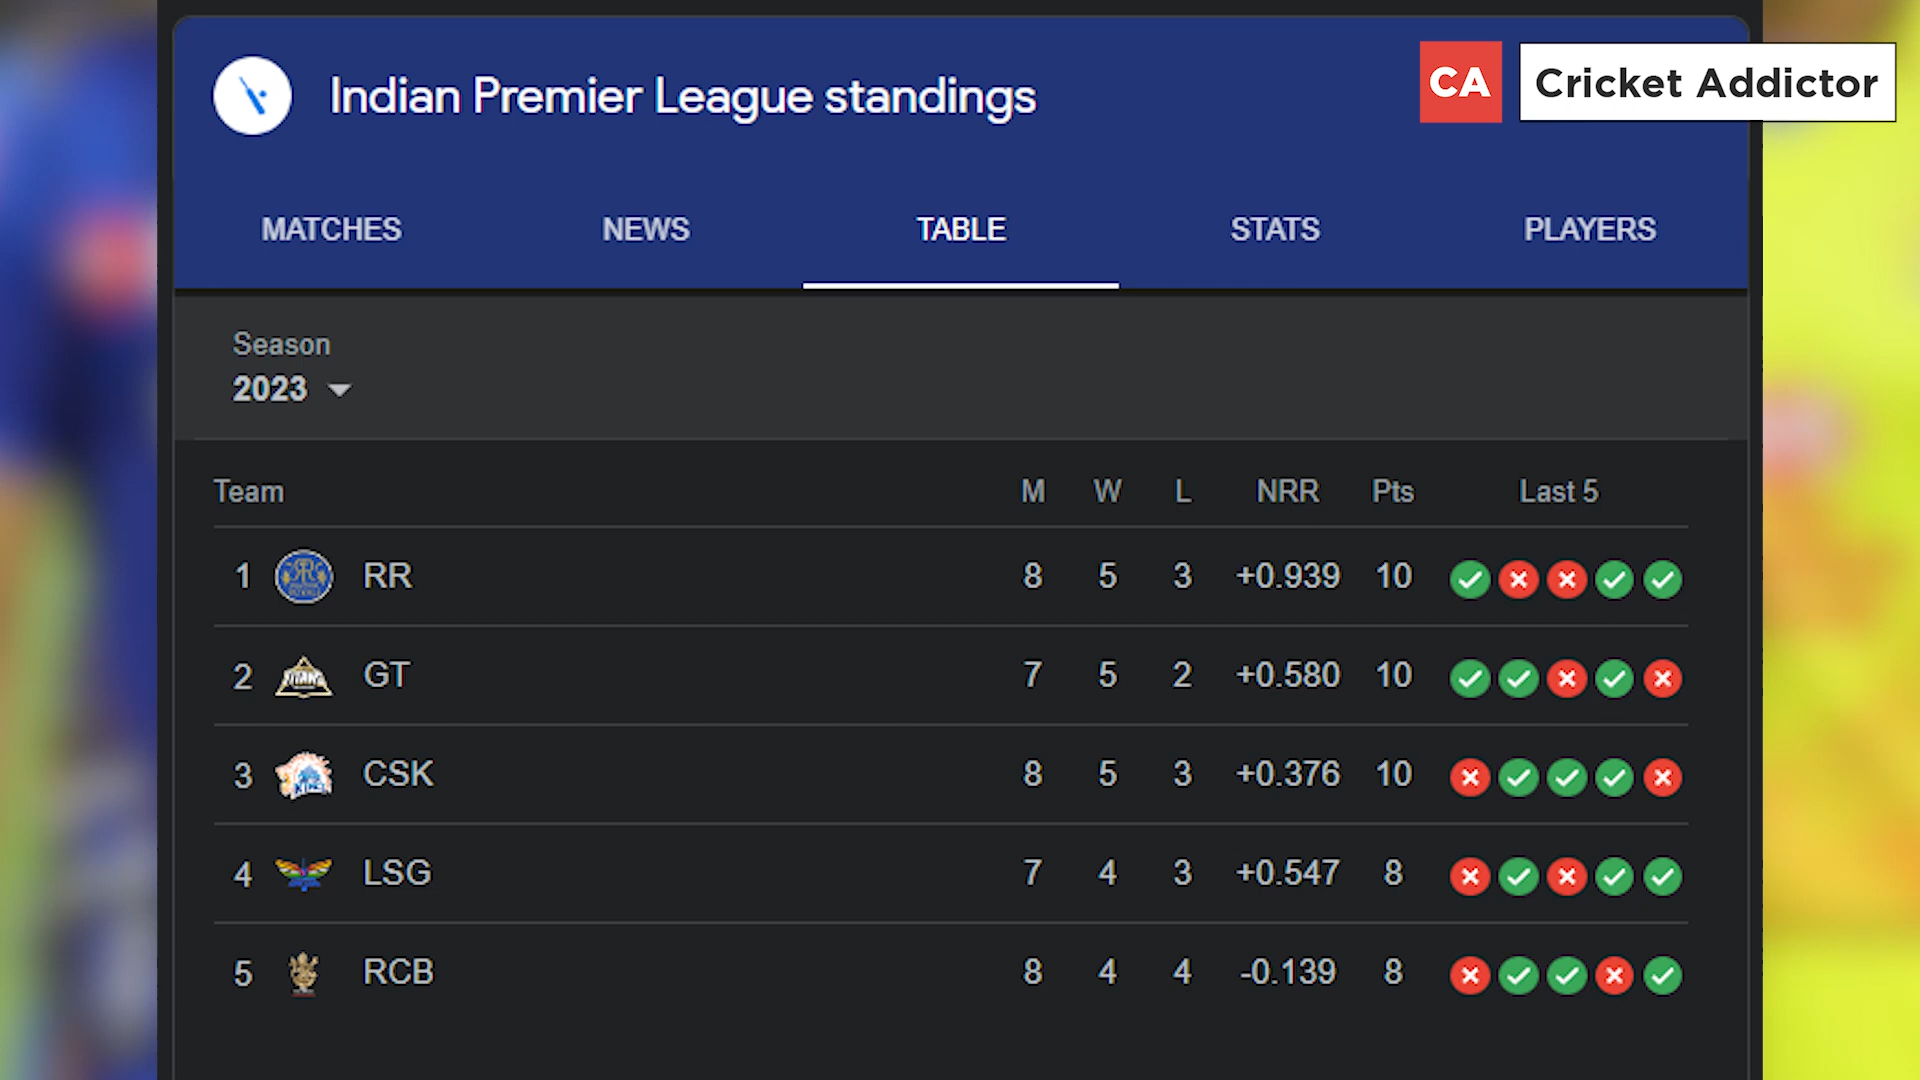 Indian Premier League standings
CA
Cricket Addictor
MATCHES NEWS TABLE STATS PLAYERS
Season
2023
Team M W L NRR Pts Last 5
1 RR 8 5 3 +0.939 10
2 GT 7 5 2 +0.580 10
3 CSK 8 5 3 +0.376 10
4 LSG 7 4 3 +0.547 8
5 RCB 8 4 4 -0.139 8